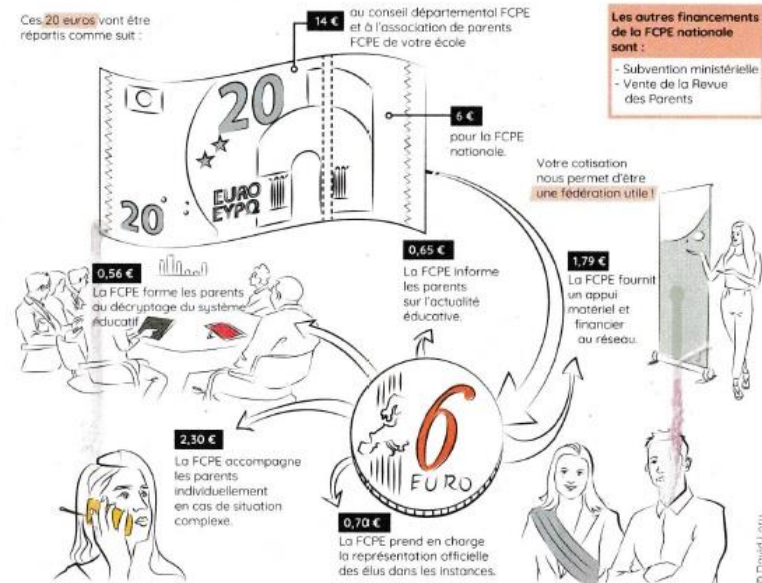 Ces 20 euros vont être
répartis comme suit :
14 €
au conseil départemental FCPE
et à l'association de parents
FCPE de votre école
Les autres financements
de la FCPE nationale
sont :
- Subvention ministérielle
- Vente de la Revue
des Parents
20
EURO
ΕΥΡΩ
20
6 €
pour la FCPE
nationale.
Votre cotisation
nous permet d'être
une fédération utile !
0,56 €
La FCPE forme les parents
au décryptage du système
éducatif
0,65 €
La FCPE informe
les parents
sur l'actualité
éducative.
1,79 €
La FCPE fournit
un appui
matériel et
financier
au réseau.
2,30 €
La FCPE accompagne
les parents
individuellement
en cas de situation
complexe.
6
EURO
0,70 €
La FCPE prend en charge
la représentation officielle
des élus dans les instances.
© David Lory